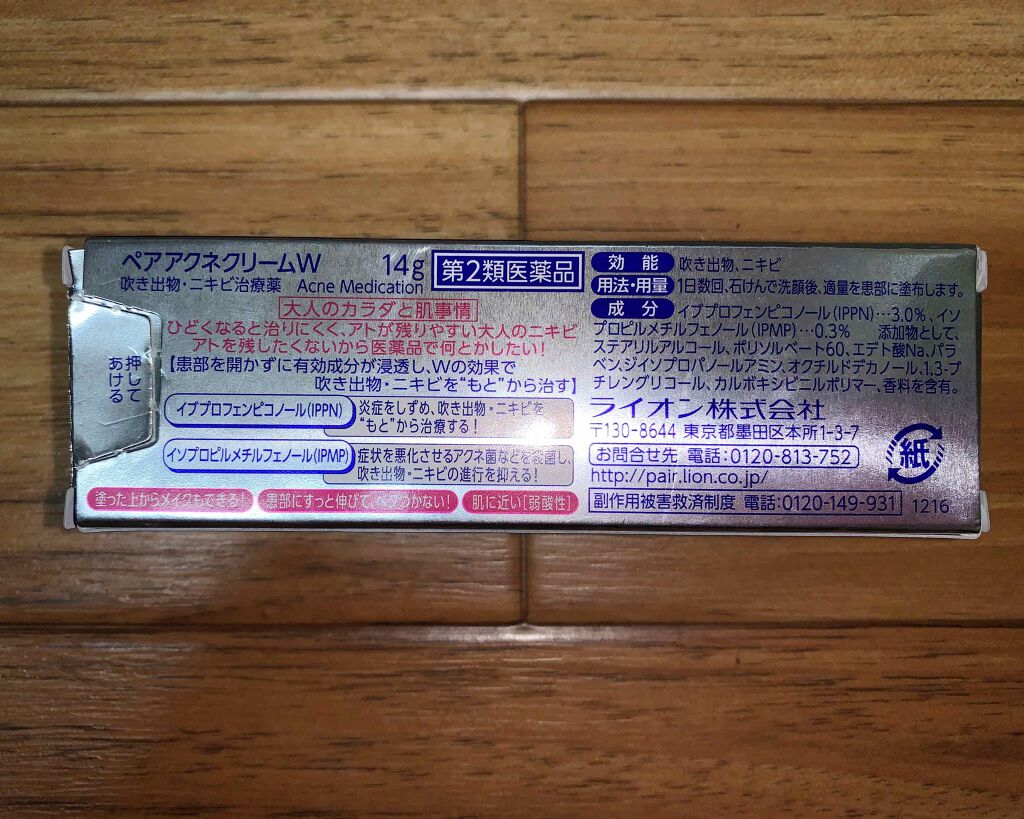 ペアアクネクリームW 14g 第2類医薬品
吹き出物・ニキビ治療薬 Acne Medication
大人のカラダと肌事情
ひどくなると治りにくく、アトが残りやすい大人のニキビ
アトを残したくないから医薬品で何とかしたい!
【患部を開かずに有効成分が浸透し、Wの効果で
吹き出物・ニキビを“もと”から治す】
イブプロフェンピコノール(IPPN)
炎症をしずめ、吹き出物・ニキビを
“もと”から治療する!
イソプロピルメチルフェノール(IPMP)
症状を悪化させるアクネ菌などを殺菌し、
吹き出物・ニキビの進行を抑える!
塗った上からメイクもできる! 患部にすっと伸びて、ベタつかない! 肌に近い[弱酸性]
押して
あける
効能 吹き出物、ニキビ
用法・用量 1日数回、石けんで洗顔後、適量を患部に塗布します。
成分 イブプロフェンピコノール(IPPN)…3.0%、イソ
プロピルメチルフェノール(IPMP)…0.3% 添加物として、
ステアリルアルコール、ポリソルベート60、エデト酸Na、パラ
ベン、ジイソプロパノールアミン、オクチルドデカノール、1,3-ブ
チレングリコール、カルボキシビニルポリマー、香料を含有。
ライオン株式会社
〒130-8644 東京都墨田区本所1-3-7
お問合せ先 電話:0120-813-752
http://pair.lion.co.jp/
副作用被害救済制度 電話:0120-149-931 1216
紙